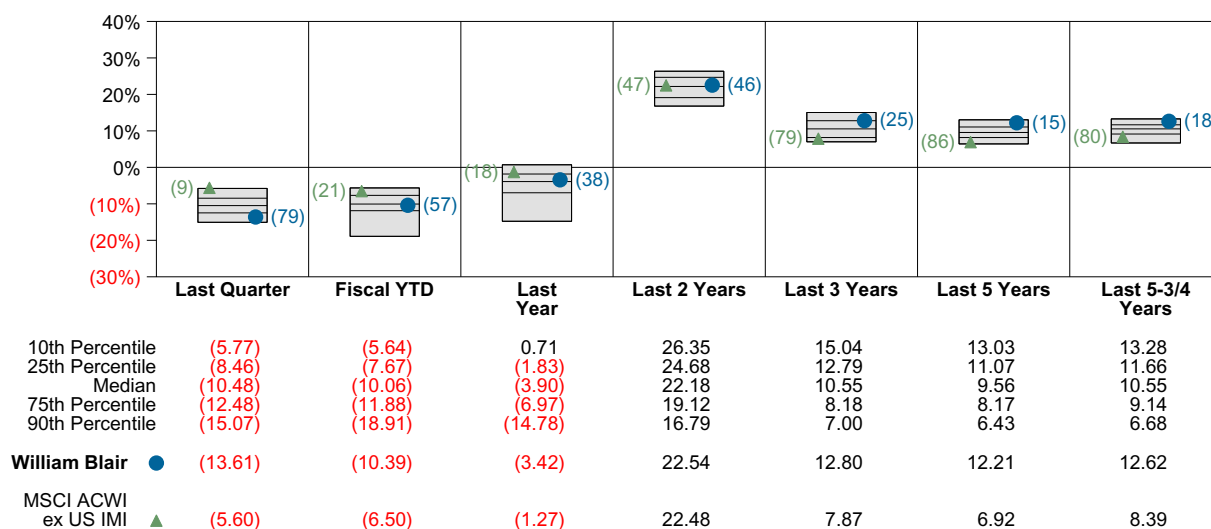 40%
30%
20%
10%
0%
(10%)
(20%)
(30%)
(9) (79) (21) (57) (18) (38) (47) (46) (79) (25) (86) (15) (80) (18
Last Quarter Fiscal YTD Last Year Last 2 Years Last 3 Years Last 5 Years Last 5-3/4 Years
10th Percentile (5.77) (5.64) 0.71 26.35 15.04 13.03 13.28
25th Percentile (8.46) (7.67) (1.83) 24.68 12.79 11.07 11.66
Median (10.48) (10.06) (3.90) 22.18 10.55 9.56 10.55
75th Percentile (12.48) (11.88) (6.97) 19.12 8.18 8.17 9.14
90th Percentile (15.07) (18.91) (14.78) 16.79 7.00 6.43 6.68
William Blair (13.61) (10.39) (3.42) 22.54 12.80 12.21 12.62
MSCI ACWI
ex US IMI (5.60) (6.50) (1.27) 22.48 7.87 6.92 8.39